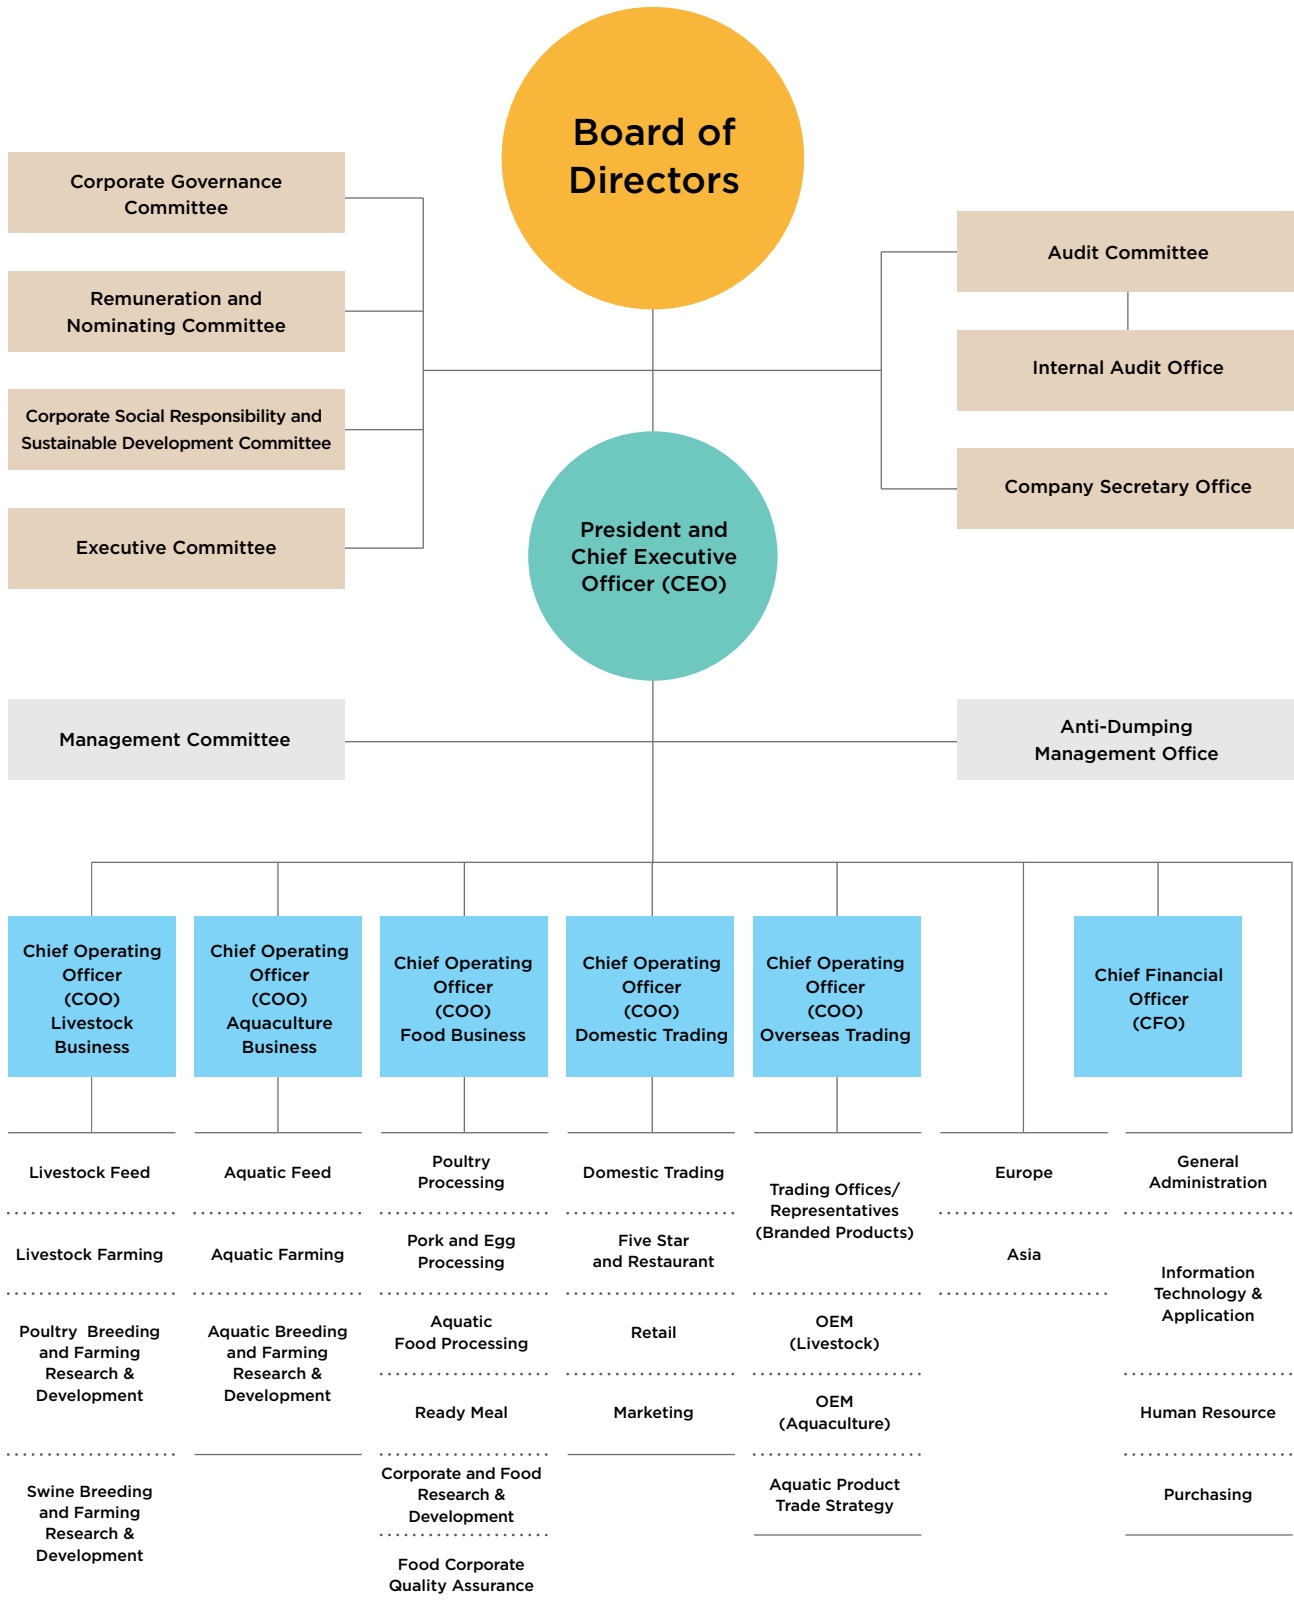 Board of
Directors
Corporate Governance
Committee
Remuneration and
Nominating Committee
Corporate Social Responsibility and
Sustainable Development Committee
Executive Committee
Audit Committee
Internal Audit Office
Company Secretary Office
President and
Chief Executive
Officer (CEO)
Management Committee
Anti-Dumping
Management Office
Chief Operating
Officer
(COO)
Livestock
Business
Chief Operating
Officer
(COO)
Aquaculture
Business
Chief Operating
Officer
(COO)
Food Business
Chief Operating
Officer
(COO)
Domestic Trading
Chief Operating
Officer
(COO)
Overseas Trading
Chief Financial
Officer
(CFO)
Livestock Feed
Livestock Farming
Poultry Breeding
and Farming
Research &
Development
Swine Breeding
and Farming
Research &
Development
Aquatic Feed
Aquatic Farming
Aquatic Breeding
and Farming
Research &
Development
Poultry
Processing
Pork and Egg
Processing
Aquatic
Food Processing
Ready Meal
Corporate and Food
Research &
Development
Food Corporate
Quality Assurance
Domestic Trading
Five Star
and Restaurant
Retail
Marketing
Trading Offices/
Representatives
(Branded Products)
OEM
(Livestock)
OEM
(Aquaculture)
Aquatic Product
Trade Strategy
Europe
Asia
General
Administration
Information
Technology &
Application
Human Resource
Purchasing